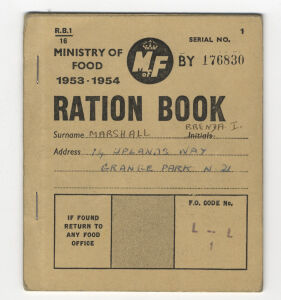 R.B.1
16
SERIAL NO. 1
MINISTRY OF FOOD
1953-1954
MF
OF
BY 176830
RATION BOOK
Surname MARSHALL Initials BRENDA I.
Address 14 UPLANDS WAY
GRANGE PARK N 21
IF FOUND
RETURN TO
ANY FOOD
OFFICE
F.O. CODE No.
L - L
1